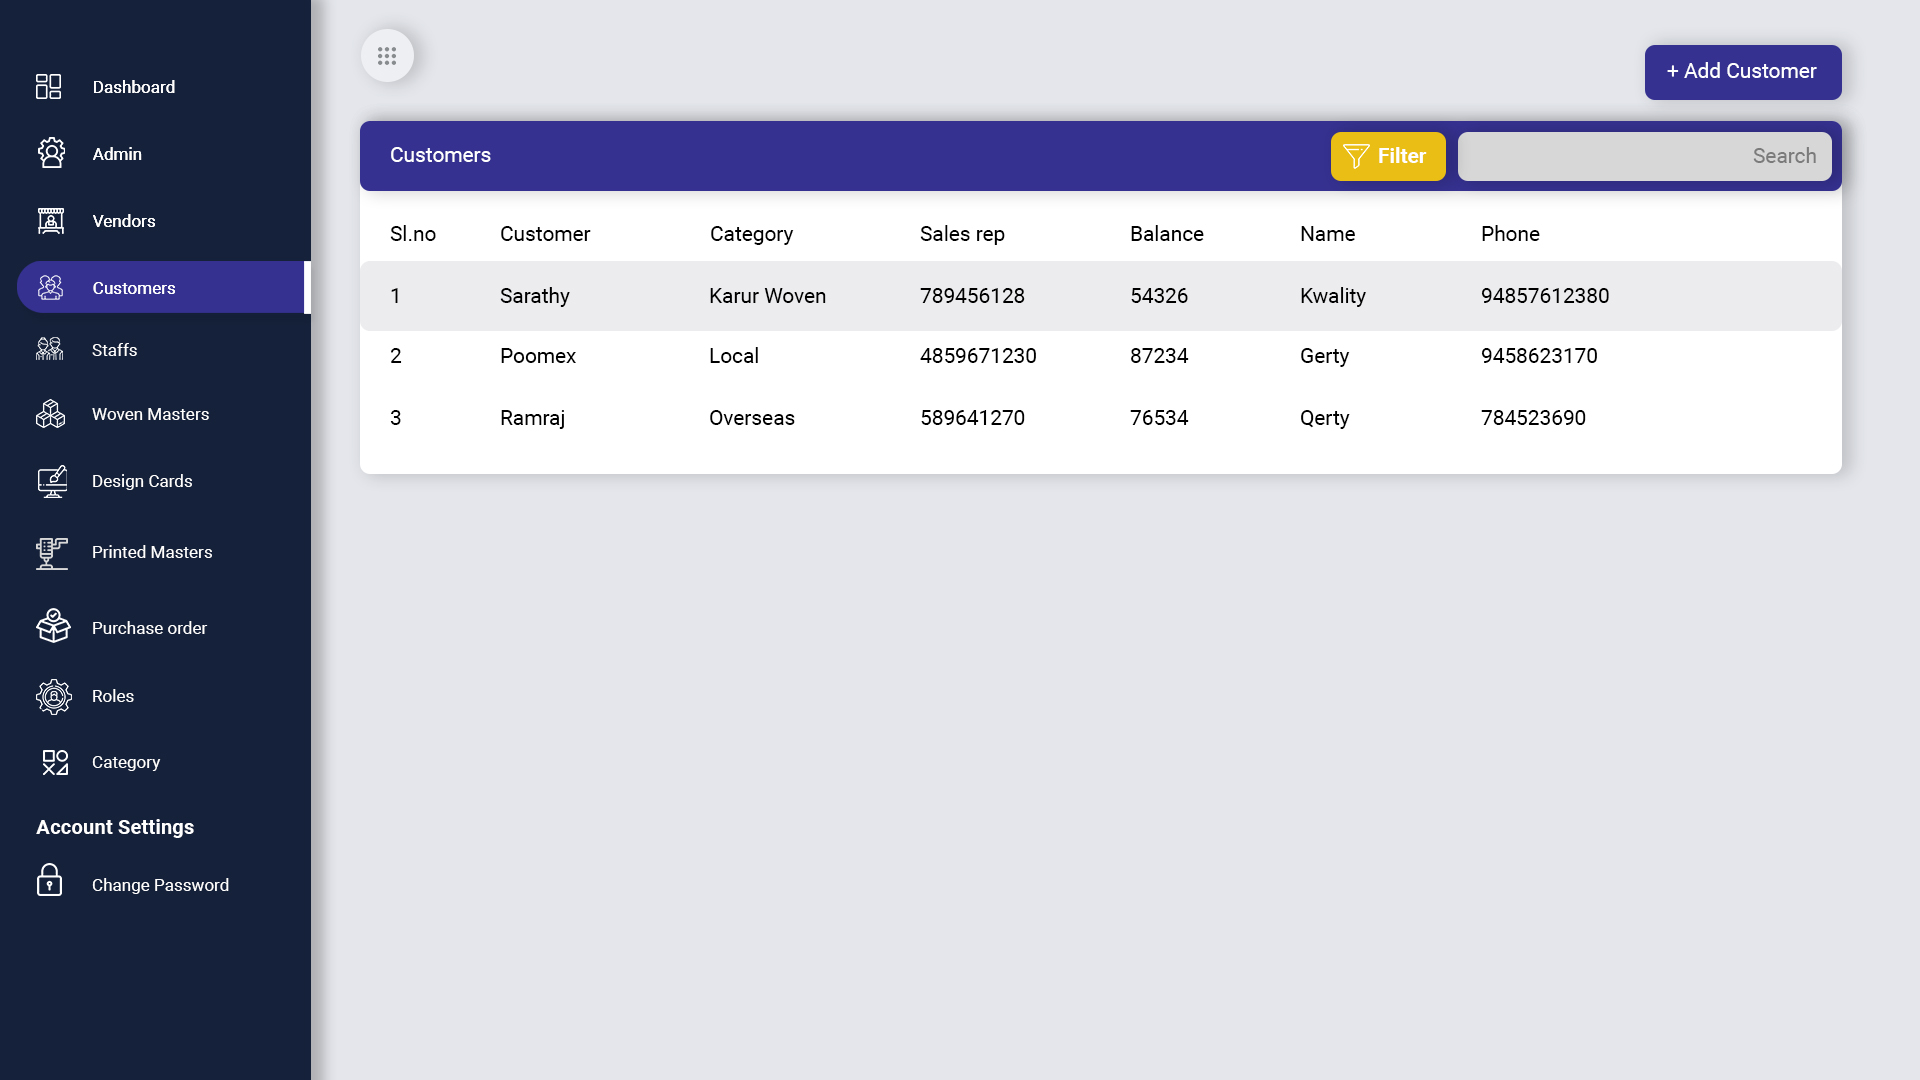 Dashboard
Admin
Vendors
Customers
Staffs
Woven Masters
Design Cards
Printed Masters
Purchase order
Roles
Category
Account Settings
Change Password
+ Add Customer
Customers Filter Search
Sl.no Customer Category Sales rep Balance Name Phone
1 Sarathy Karur Woven 789456128 54326 Kwality 94857612380
2 Poomex Local 4859671230 87234 Gerty 9458623170
3 Ramraj Overseas 589641270 76534 Qerty 784523690